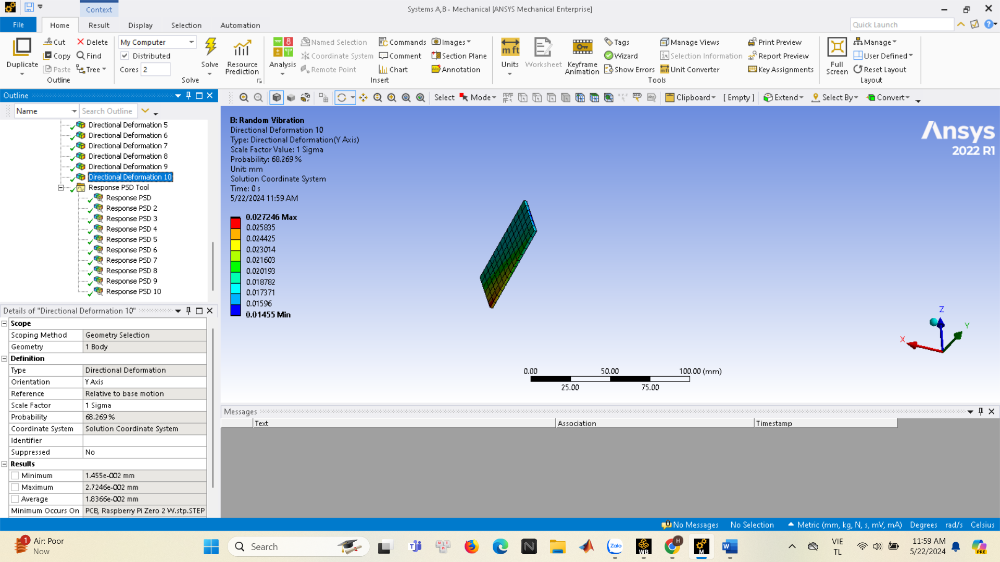 Context
Systems A,B - Mechanical [ANSYS Mechanical Enterprise]
File
Home
Result
Display
Selection
Automation
Quick Launch
Duplicate
Cut
Copy
Paste
Delete
Find
Tree
Outline
My Computer
Distributed
Cores 2
Solve
Resource Prediction
Solve
Analysis
Named Selection
Coordinate System
Remote Point
Commands
Comment
Chart
Images
Section Plane
Annotation
Insert
Units
Worksheet
Keyframe Animation
Tags
Wizard
Show Errors
Manage Views
Selection Information
Unit Converter
Print Preview
Report Preview
Key Assignments
Tools
Full Screen
Manage
User Defined
Reset Layout
Layout
Outline
Name
Search Outline
Select
Mode
Clipboard
[ Empty ]
Extend
Select By
Convert
Directional Deformation 5
Directional Deformation 6
Directional Deformation 7
Directional Deformation 8
Directional Deformation 9
Directional Deformation 10
Response PSD Tool
Response PSD
Response PSD 2
Response PSD 3
Response PSD 4
Response PSD 5
Response PSD 6
Response PSD 7
Response PSD 8
Response PSD 9
Response PSD 10
Details of "Directional Deformation 10"
Scope
Scoping Method Geometry Selection
Geometry 1 Body
Definition
Type Directional Deformation
Orientation Y Axis
Reference Relative to base motion
Scale Factor 1 Sigma
Probability 68.269 %
Coordinate System Solution Coordinate System
Identifier
Suppressed No
Results
Minimum 1.455e-002 mm
Maximum 2.7246e-002 mm
Average 1.8366e-002 mm
Minimum Occurs On PCB, Raspberry Pi Zero 2 W.stp.STEP
B: Random Vibration
Directional Deformation 10
Type: Directional Deformation(Y Axis)
Scale Factor Value: 1 Sigma
Probability: 68.269 %
Unit: mm
Solution Coordinate System
Time: 0 s
5/22/2024 11:59 AM
0.027246 Max
0.025835
0.024425
0.023014
0.021603
0.020193
0.018782
0.017371
0.01596
0.01455 Min
Ansys
2022 R1
Z
Y
X
0.00 50.00 100.00 (mm)
25.00 75.00
Messages
Text Association Timestamp
No Messages
No Selection
Metric (mm, kg, N, s, mV, mA)
Degrees
rad/s
Celsius
1
Air: Poor
Now
Search
Zalo
WB
H
M
W
VIE
TL
11:59 AM
5/22/2024
PRE